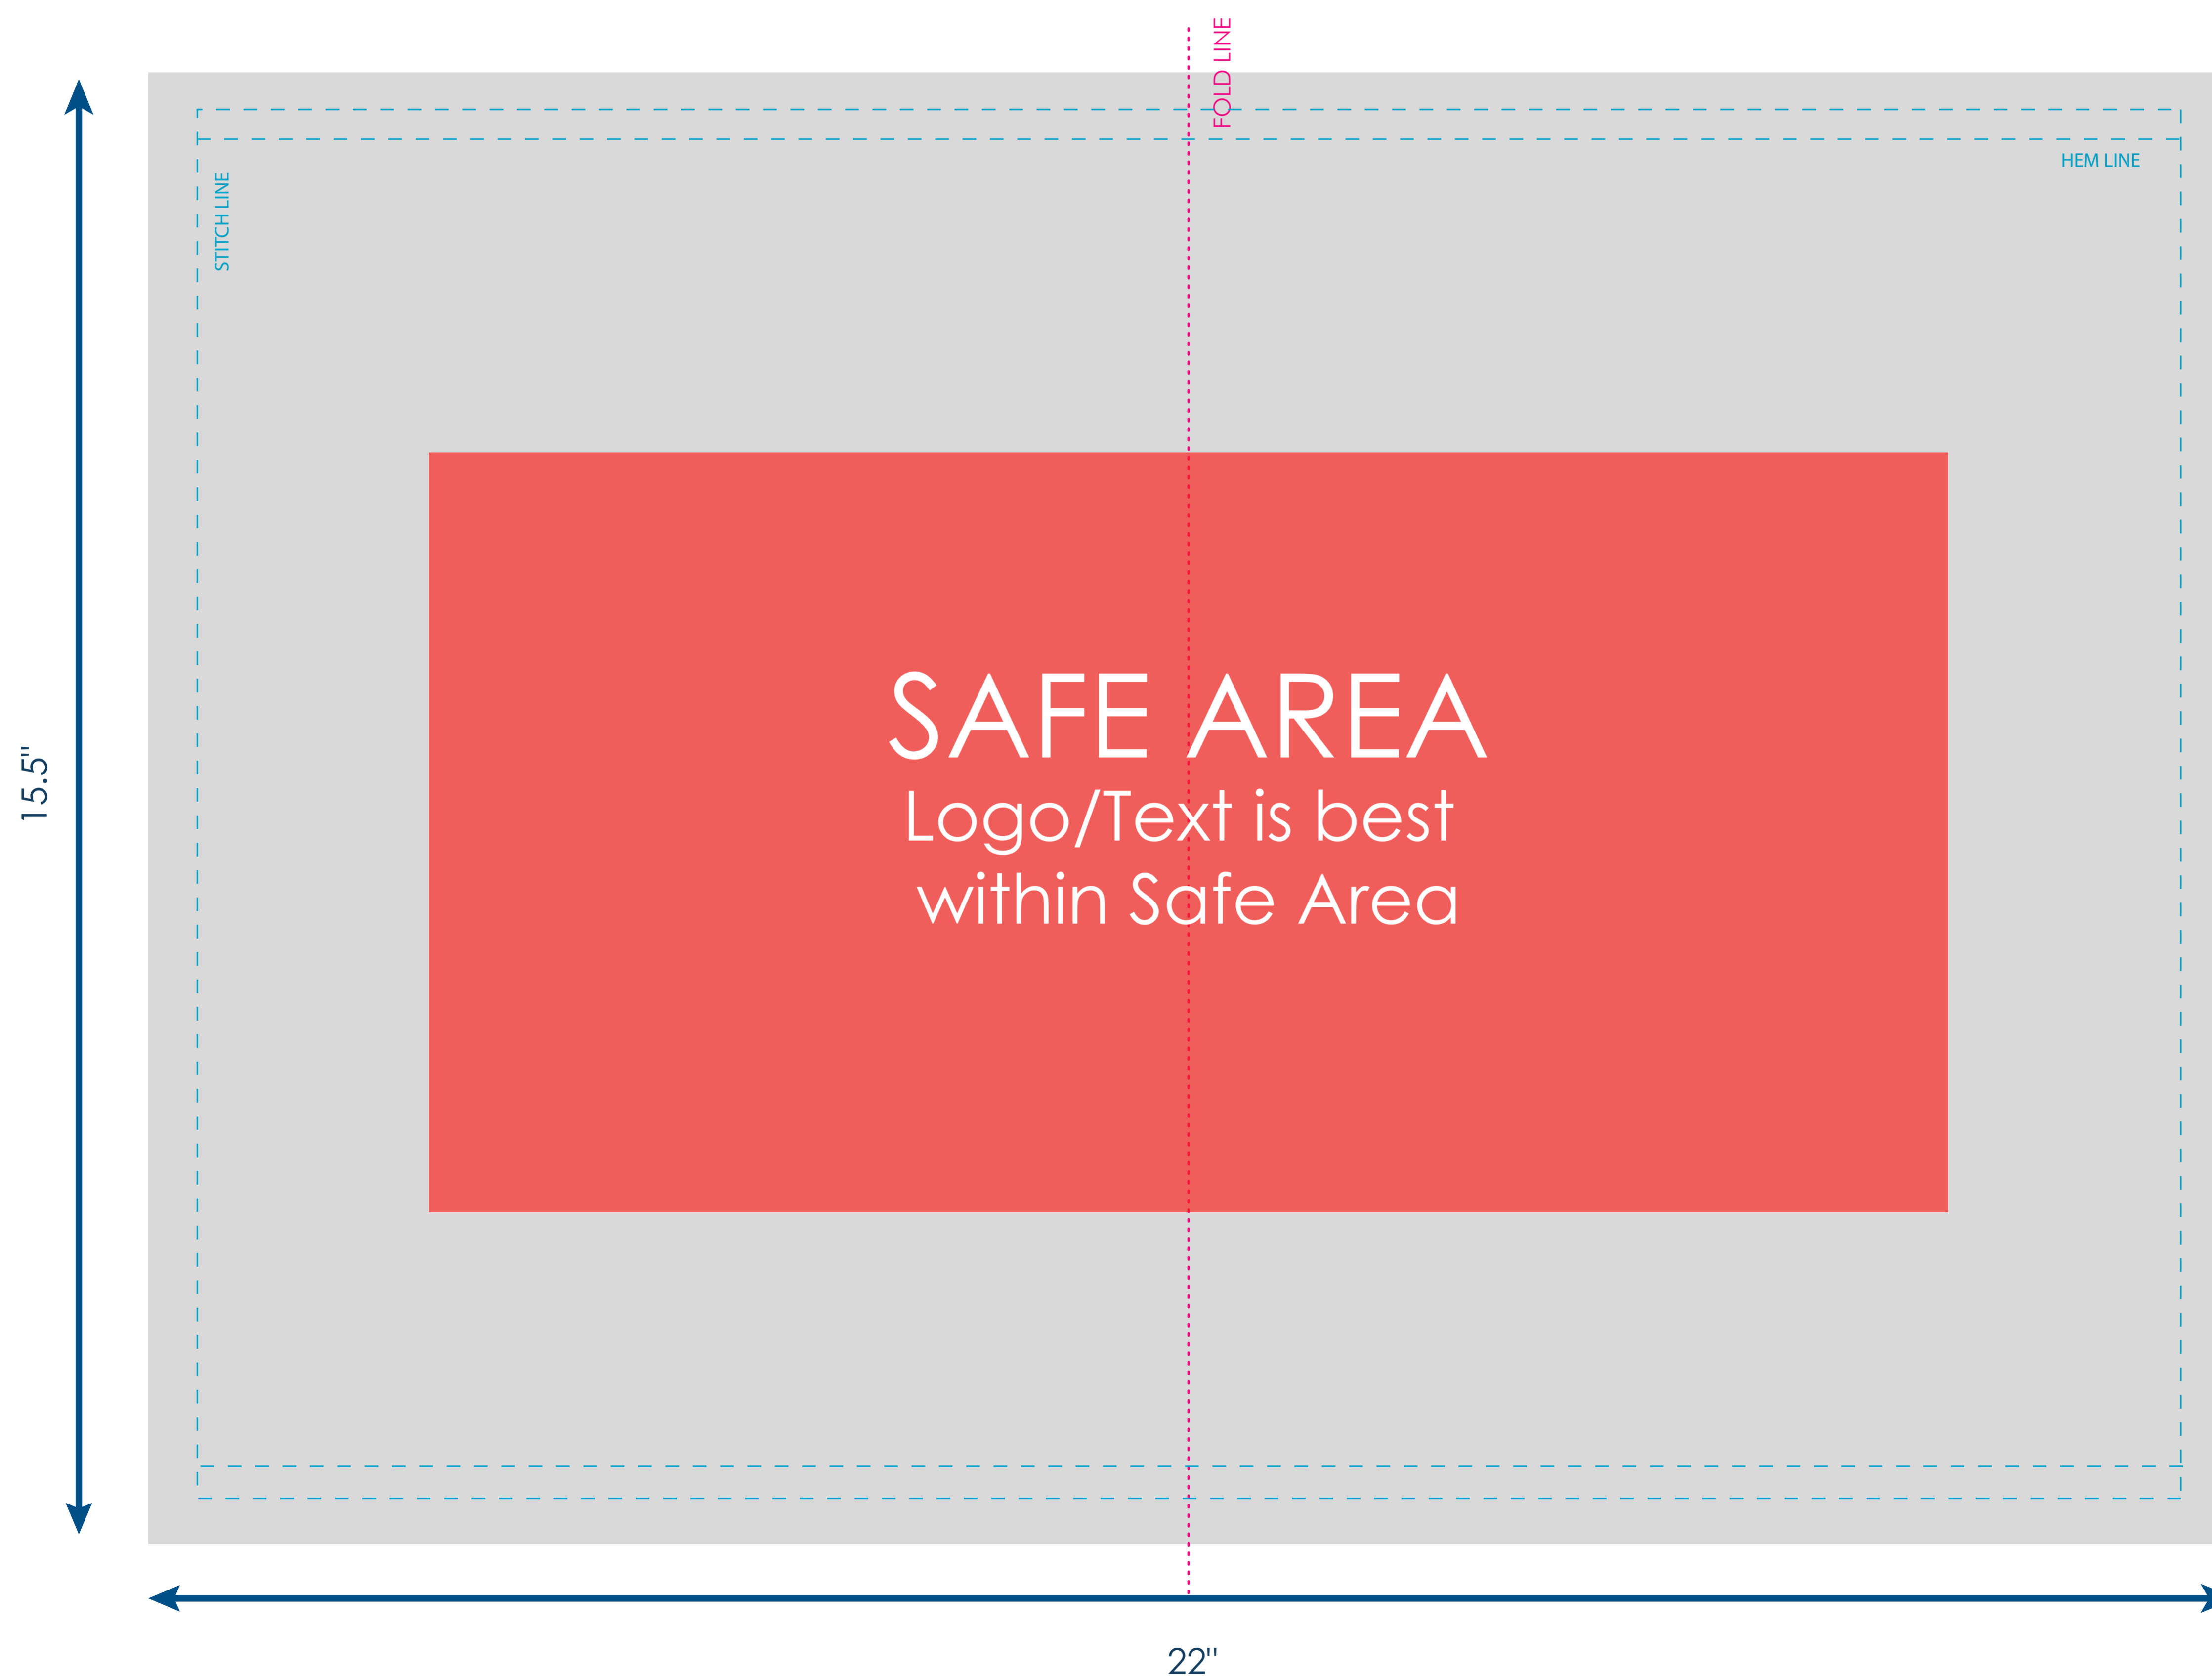 FOLD LINE
HEM LINE
STITCH LINE
15.5"
SAFE AREA
Logo/Text is best
within Safe Area
22"